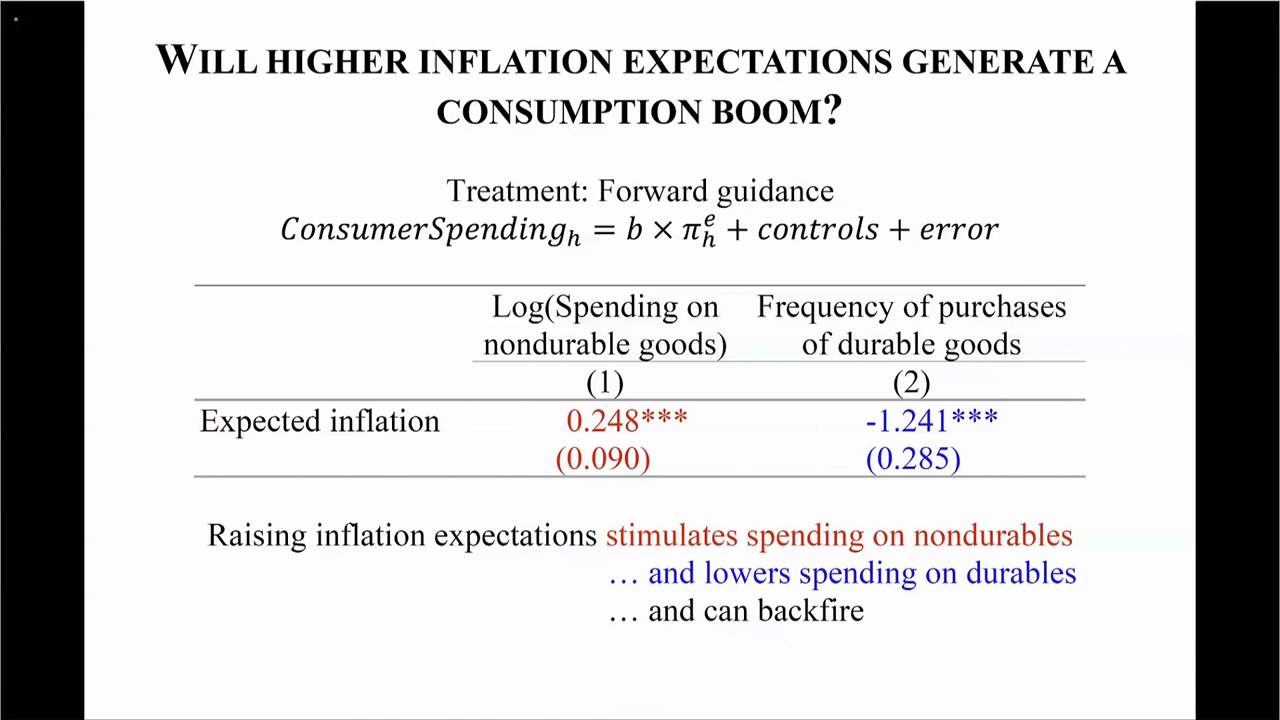 WILL HIGHER INFLATION EXPECTATIONS GENERATE A
CONSUMPTION BOOM?
Treatment: Forward guidance
ConsumerSpending_h = b × π_h^e + controls + error
Log(Spending on nondurable goods)
Frequency of purchases of durable goods
(1) (2)
Expected inflation 0.248*** -1.241***
(0.090) (0.285)
Raising inflation expectations stimulates spending on nondurables
… and lowers spending on durables
… and can backfire